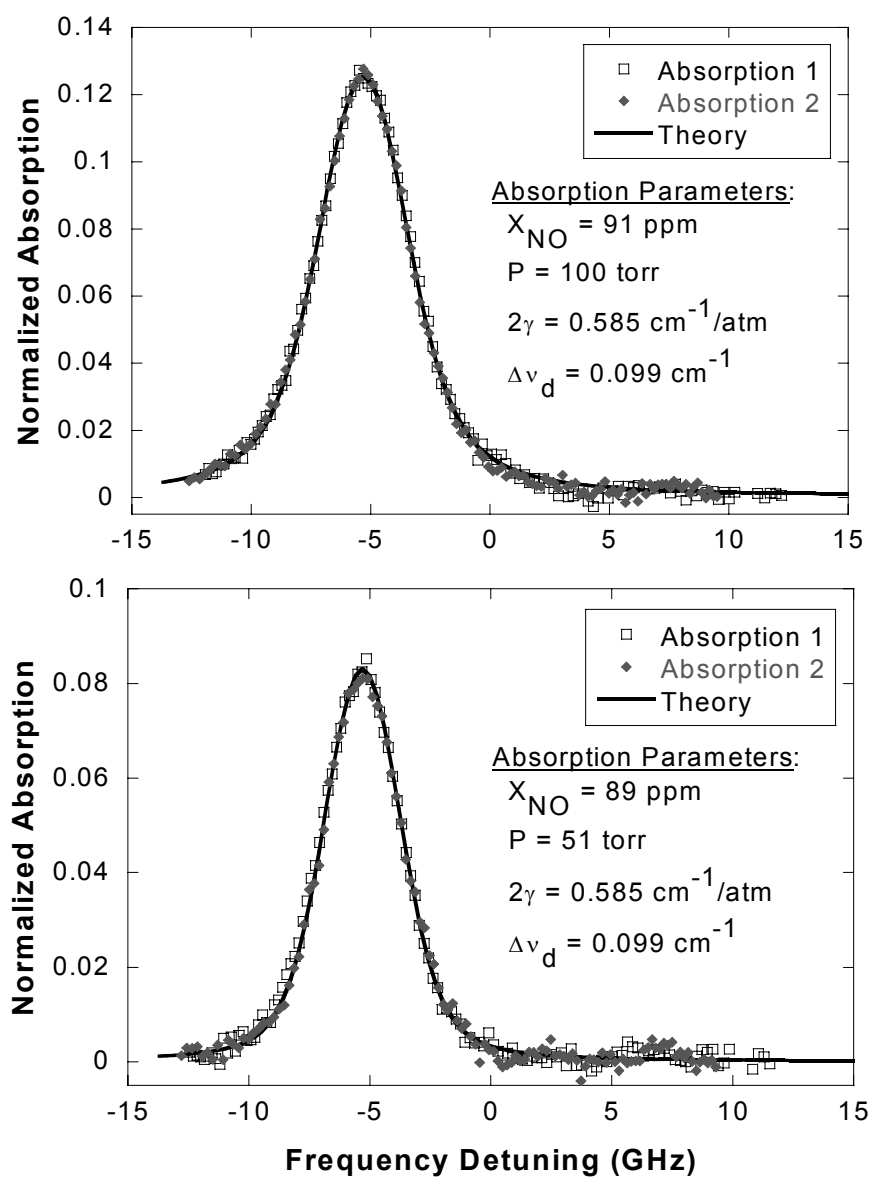 0.14
0.12
0.1
0.08
0.06
0.04
0.02
0
Normalized Absorption
-15 -10 -5 0 5 10 15
Absorption 1
Absorption 2
Theory
Absorption Parameters:
X_NO = 91 ppm
P = 100 torr
2γ = 0.585 cm^-1/atm
Δν_d = 0.099 cm^-1
0.1
0.08
0.06
0.04
0.02
0
Normalized Absorption
-15 -10 -5 0 5 10 15
Absorption 1
Absorption 2
Theory
Absorption Parameters:
X_NO = 89 ppm
P = 51 torr
2γ = 0.585 cm^-1/atm
Δν_d = 0.099 cm^-1
Frequency Detuning (GHz)